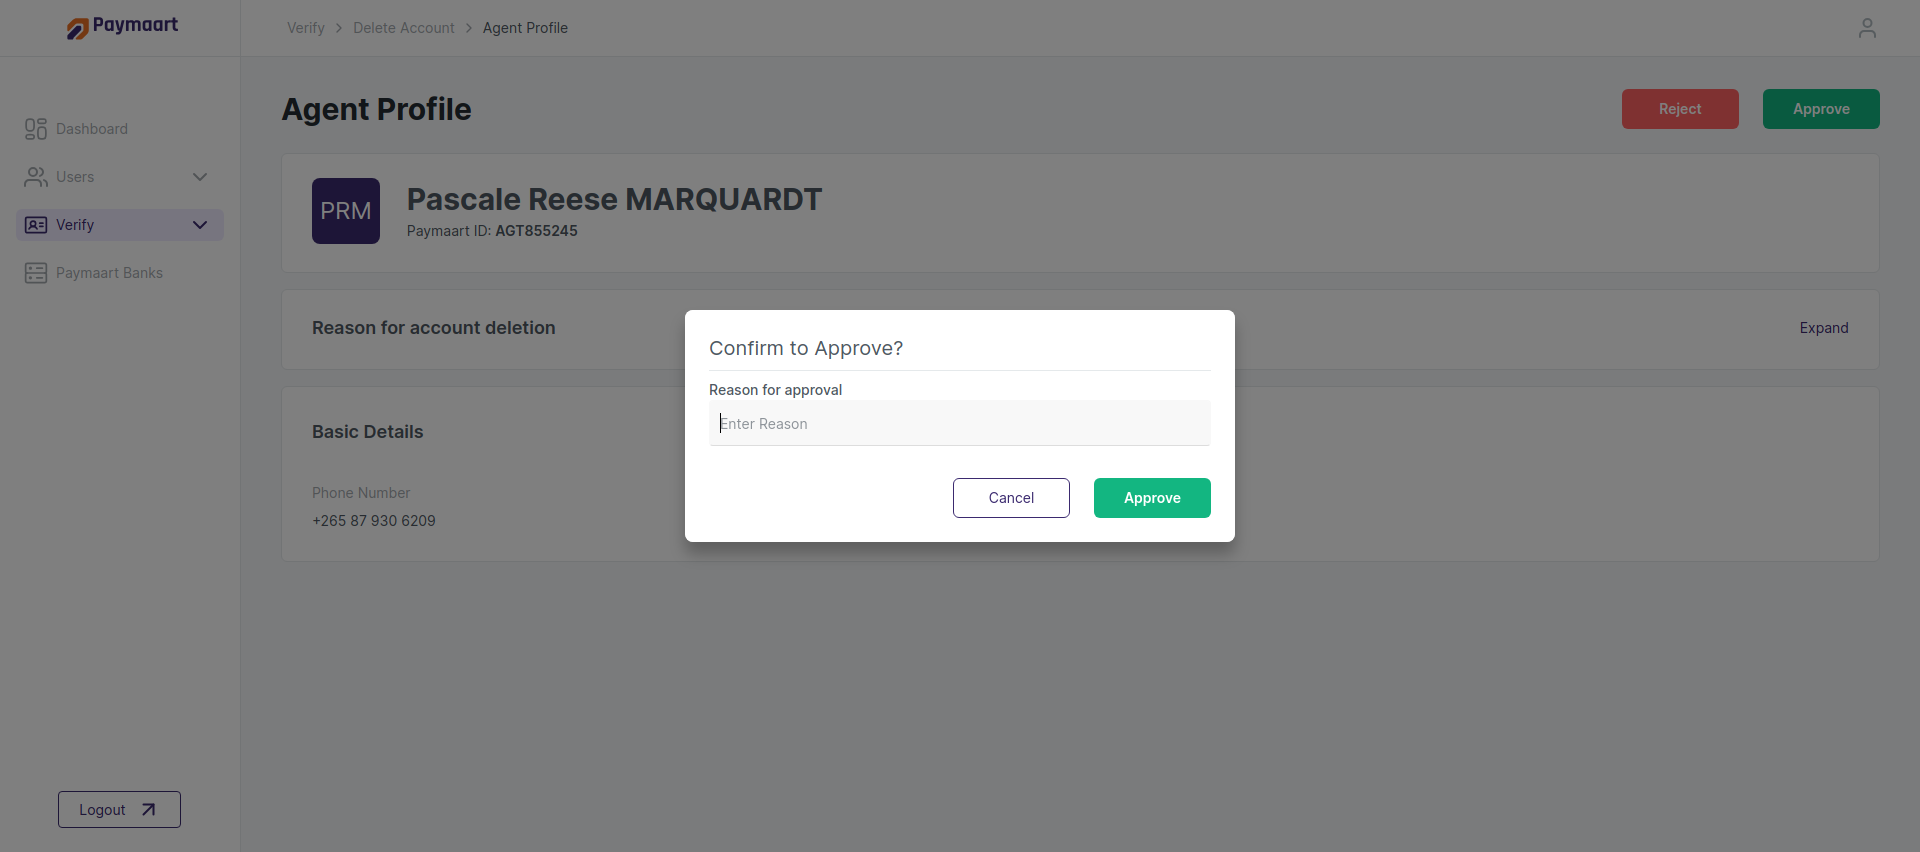 Paymaart
Verify > Delete Account > Agent Profile
Dashboard
Users
Verify
Paymaart Banks
Logout
Agent Profile
Reject
Approve
PRM
Pascale Reese MARQUARDT
Paymaart ID: AGT855245
Reason for account deletion
Expand
Basic Details
Phone Number
+265 87 930 6209
Confirm to Approve?
Reason for approval
Enter Reason
Cancel
Approve